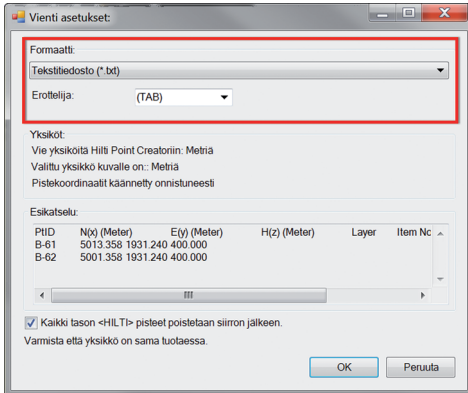 Vienti asetukset:
Formaatti:
Tekstitiedosto (*.txt)
Erottelija: (TAB)
Yksiköt:
Vie yksiköitä Hilti Point Creatoriin: Metriä
Valittu yksikkö kuvalle on:: Metriä
Pistekoordinaatit käännetty onnistuneesti
Esikatselu:
PtID N(x) (Meter) E(y) (Meter) H(z) (Meter) Layer Item No
B-61 5013.358 1931.240 400.000
B-62 5001.358 1931.240 400.000
Kaikki tason <HILTI> pisteet poistetaan siirron jälkeen.
Varmista että yksikkö on sama tuotaessa.
OK Peruuta